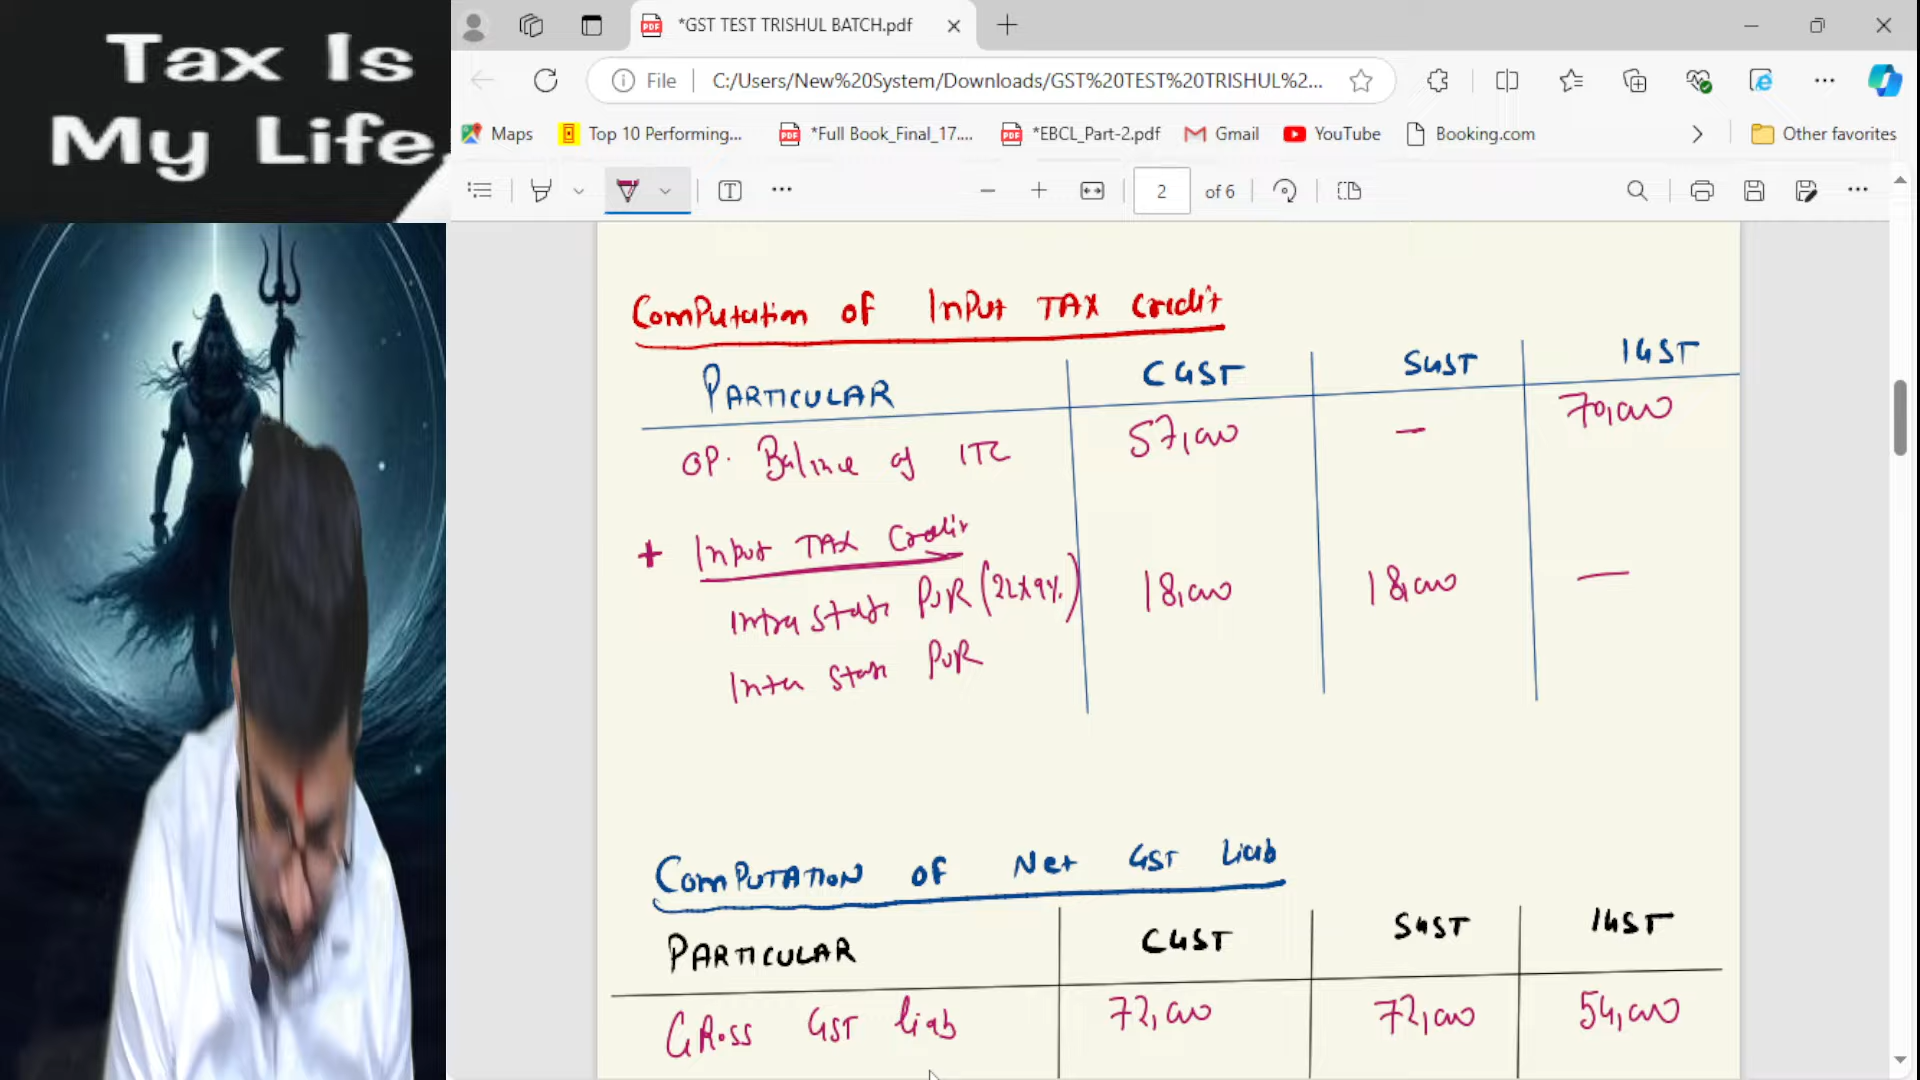 Tax Is
My Life.
*GST TEST TRISHUL BATCH.pdf
File
C:/Users/New%20System/Downloads/GST%20TEST%20TRISHUL%2...
Maps
Top 10 Performing...
*Full Book_Final_17....
*EBCL_Part-2.pdf
Gmail
YouTube
Booking.com
Other favorites
2 of 6
Computation of Input TAX Credit
PARTICULAR CGST SGST IGST
OP. Balance of ITC 57,000 - 70,000
+ Input TAX Credit
Intra state PUR (2L×9%) 18,000 18,000 —
Inter state PUR
COMPUTATION OF Net GST Liab
PARTICULAR CGST SGST IGST
GROSS GST liab 72,000 72,000 54,000